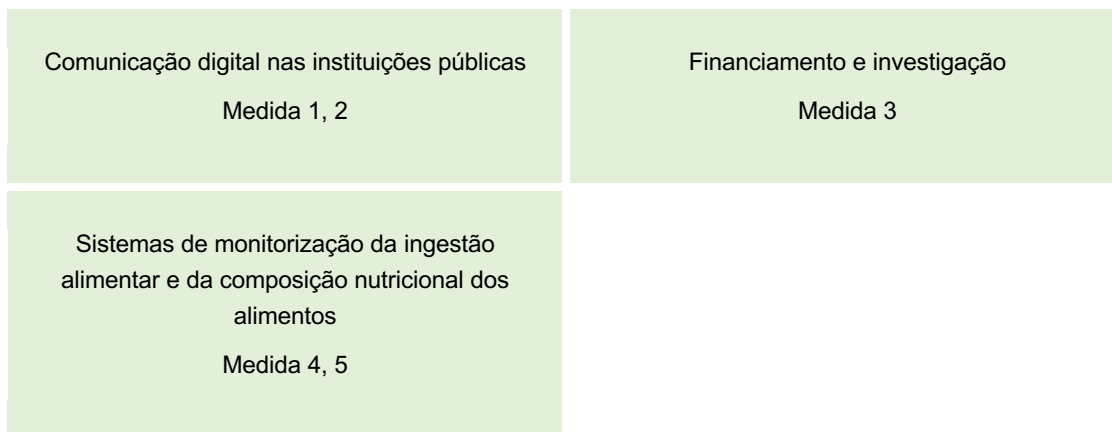 Comunicação digital nas instituições públicas
Medida 1, 2
Financiamento e investigação
Medida 3
Sistemas de monitorização da ingestão
alimentar e da composição nutricional dos
alimentos
Medida 4, 5